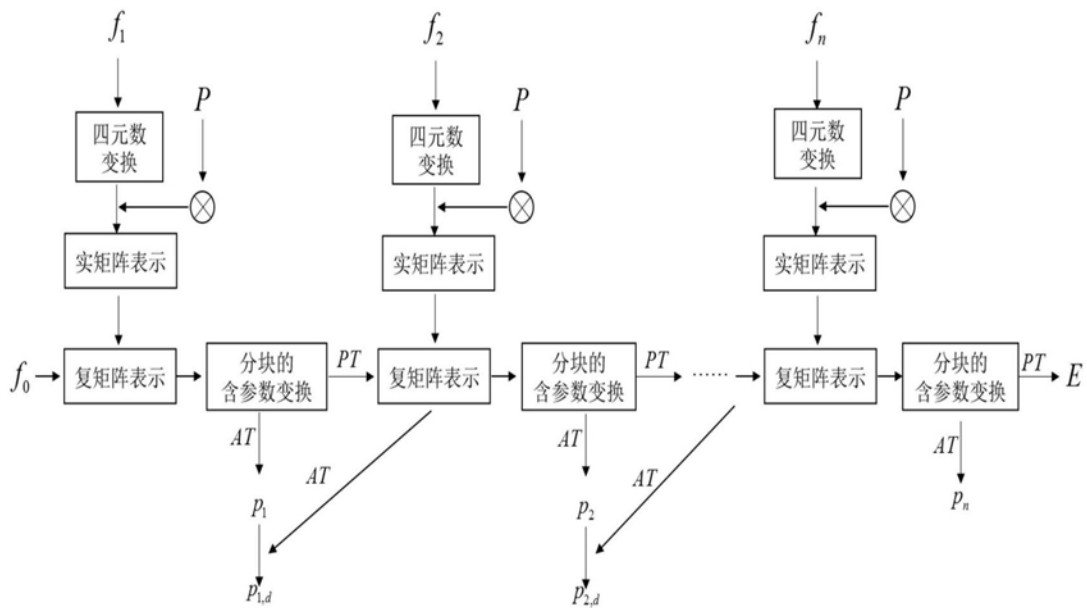 f₁ f₂ fₙ
P P P
四元数
变换
四元数
变换
四元数
变换
实矩阵表示 实矩阵表示 实矩阵表示
f₀ 复矩阵表示
分块的
含参数变换
PT
复矩阵表示
分块的
含参数变换
PT
......
复矩阵表示
分块的
含参数变换
PT
E
AT AT AT AT AT
p₁ p₂ pₙ
p₁,d p₂,d